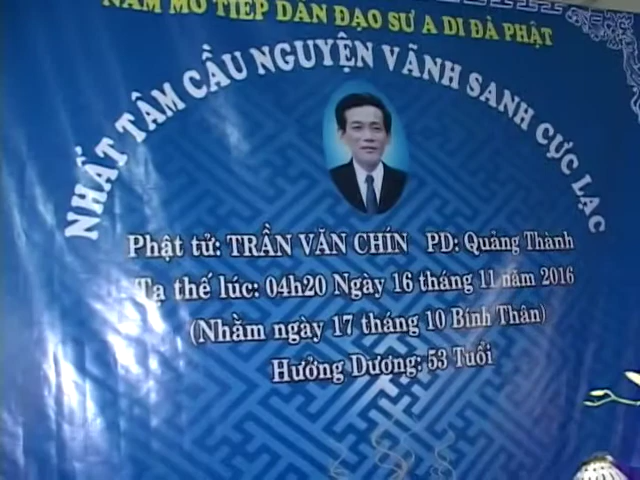 NAM MÔ TIẾP DẪN ĐẠO SƯ A DI ĐÀ PHẬT
NHẤT TÂM CẦU NGUYỆN VÃNH SANH CỰC LẠC
Phật tử: TRẦN VĂN CHÍN PD: Quảng Thành
Tạ thế lúc: 04h20 Ngày 16 tháng 11 năm 2016
(Nhằm ngày 17 tháng 10 Bính Thân)
Hưởng Dương: 53 Tuổi